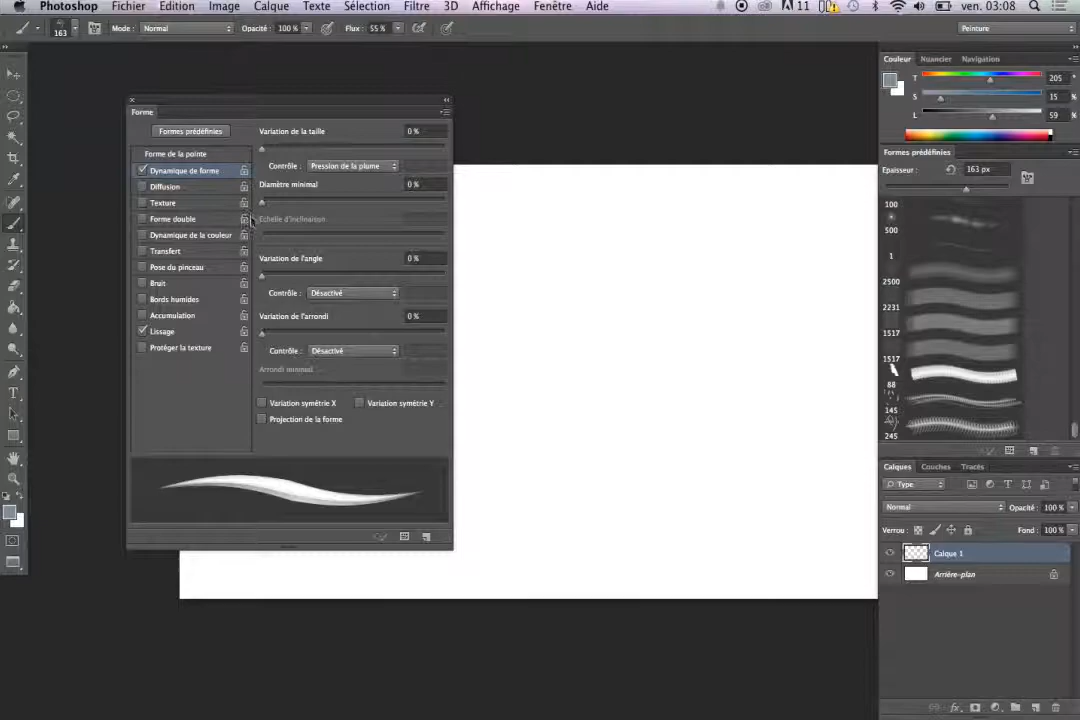 Photoshop Fichier Edition Image Calque Texte Sélection Filtre 3D Affichage Fenêtre Aide 11 ven. 03:08
163 Mode : Normal Opacité : 100 % Flux : 55 % Peinture
Couleur Nuancier Navigation
T 205 °
S 15 %
L 59 %
Formes prédéfinies
Epaisseur : 163 px
100
500
1
2500
2231
1517
1517
88
145
245
Forme
Formes prédéfinies
Forme de la pointe
Dynamique de forme
Diffusion
Texture
Forme double
Dynamique de la couleur
Transfert
Pose du pinceau
Bruit
Bords humides
Accumulation
Lissage
Protéger la texture
Variation de la taille 0 %
Contrôle : Pression de la plume
Diamètre minimal 0 %
Echelle d'inclinaison
Variation de l'angle 0 %
Contrôle : Désactivé
Variation de l'arrondi 0 %
Contrôle : Désactivé
Arrondi minimal
Variation symétrie X Variation symétrie Y
Projection de la forme
Calques Couches Tracés
Type
Normal Opacité : 100 %
Verrou : Fond : 100 %
Calque 1
Arrière-plan